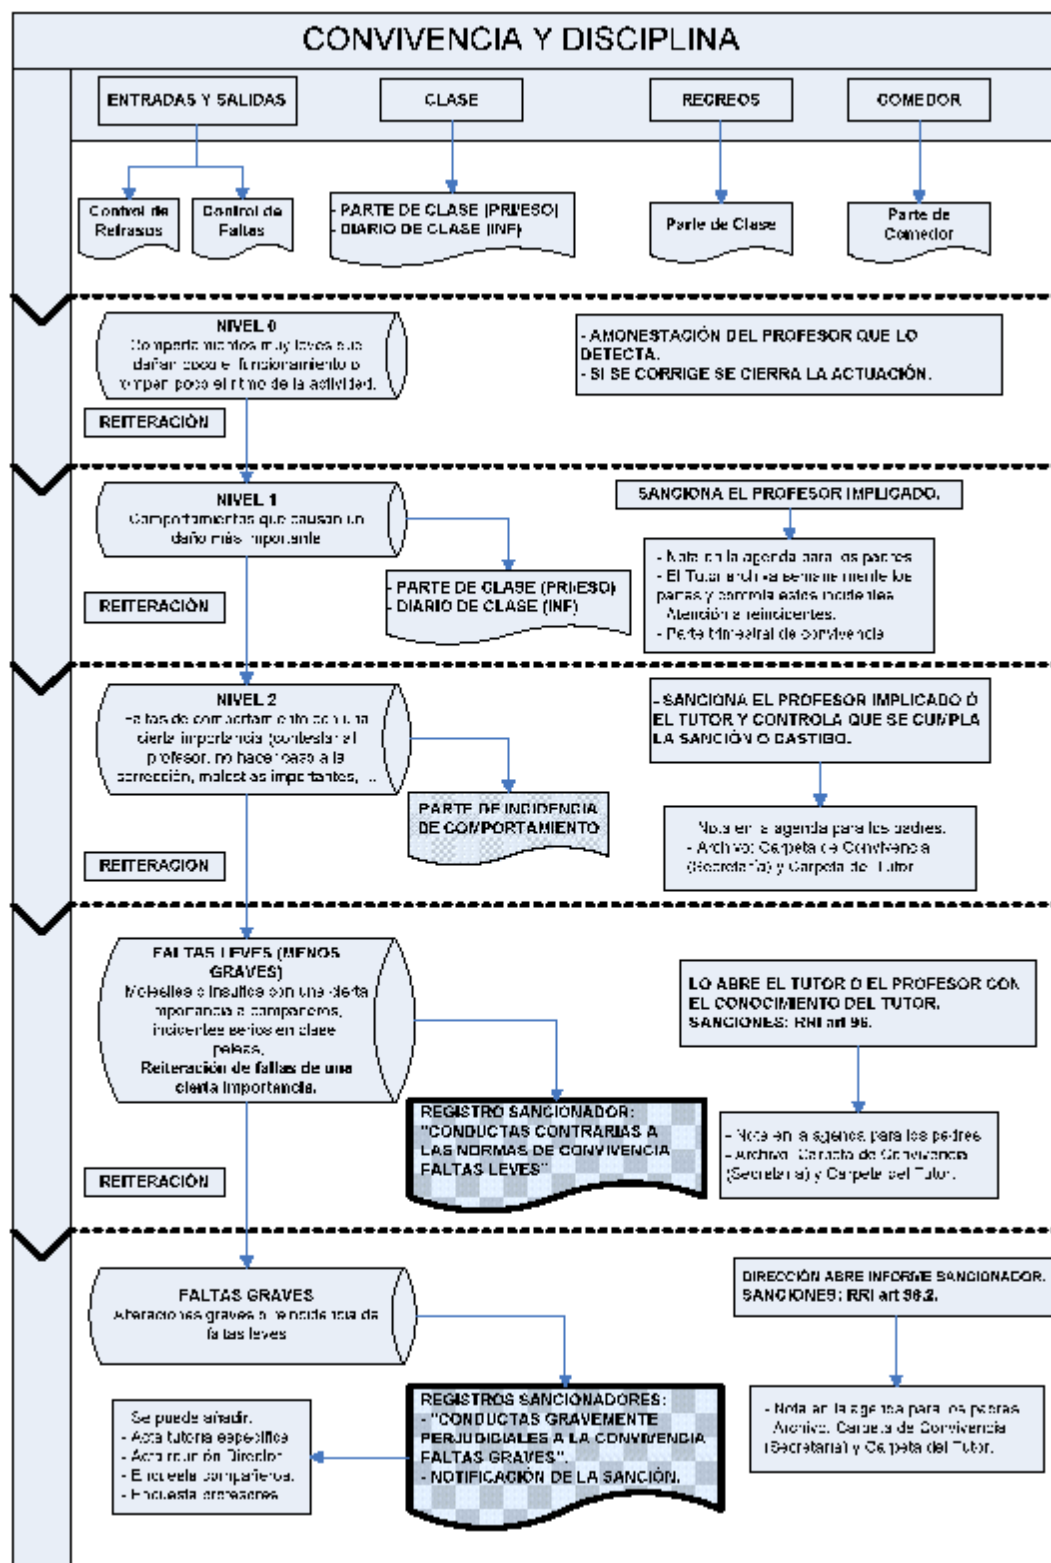 CONVIVENCIA Y DISCIPLINA
ENTRADAS Y SALIDAS
CLASE
RECREOS
COMEDOR
Control de
Retrasos
Control de
Faltas
- PARTE DE CLASE (PRI/ESO)
- DIARIO DE CLASE (INF)
Parte de Clase
Parte de
Comedor
NIVEL 0
Comportamientos muy leves que
dañan poco el funcionamiento o
rompen poco el ritmo de la actividad.
- AMONESTACIÓN DEL PROFESOR QUE LO
DETECTA.
- SI SE CORRIGE SE CIERRA LA ACTUACIÓN.
REITERACIÓN
NIVEL 1
Comportamientos que causan un
daño más importante
SANCIONA EL PROFESOR IMPLICADO.
- PARTE DE CLASE (PRI/ESO)
- DIARIO DE CLASE (INF)
- Nota en la agenda para los padres
- El Tutor archiva semanalmente los
partes y controla estos incidentes
Atención a reincidentes.
- Parte trimestral de convivencia
REITERACIÓN
NIVEL 2
Faltas de comportamiento con una
cierta importancia (contestar al
profesor, no hacer caso a la
corrección, molestias importantes, ...
- SANCIONA EL PROFESOR IMPLICADO O
EL TUTOR Y CONTROLA QUE SE CUMPLA
LA SANCIÓN O CASTIGO.
PARTE DE INCIDENCIA
DE COMPORTAMIENTO
Nota en la agenda para los padres.
- Archivo: Carpeta de Convivencia
(Secretaría) y Carpeta del Tutor
REITERACION
FALTAS LEVES (MENOS
GRAVES)
Molestias o insultos con una cierta
importancia a compañeros,
incidentes serios en clase
peleas,
Reiteración de faltas de una
cierta importancia.
LO ABRE EL TUTOR O EL PROFESOR CON
EL CONOCIMIENTO DEL TUTOR.
SANCIONES: RRI art 96.
REGISTRO SANCIONADOR:
"CONDUCTAS CONTRARIAS A
LAS NORMAS DE CONVIVENCIA
FALTAS LEVES"
- Nota en la agenda para los padres
- Archivo: Carpeta de Convivencia
(Secretaría) y Carpeta del Tutor.
REITERACIÓN
FALTAS GRAVES
Alteraciones graves o reincidencia de
faltas leves
DIRECCIÓN ABRE INFORME SANCIONADOR.
SANCIONES: RRI art 98.2.
REGISTROS SANCIONADORES:
- "CONDUCTAS GRAVEMENTE
PERJUDICIALES A LA CONVIVENCIA
FALTAS GRAVES".
- NOTIFICACIÓN DE LA SANCIÓN.
- Nota en la agenda para los padres
Archivo: Carpeta de Convivencia
(Secretaría) y Carpeta del Tutor.
Se puede añadir:
- Acta tutoría específica
- Acta reunión Director
- Encuesta compañeros.
- Encuesta profesores